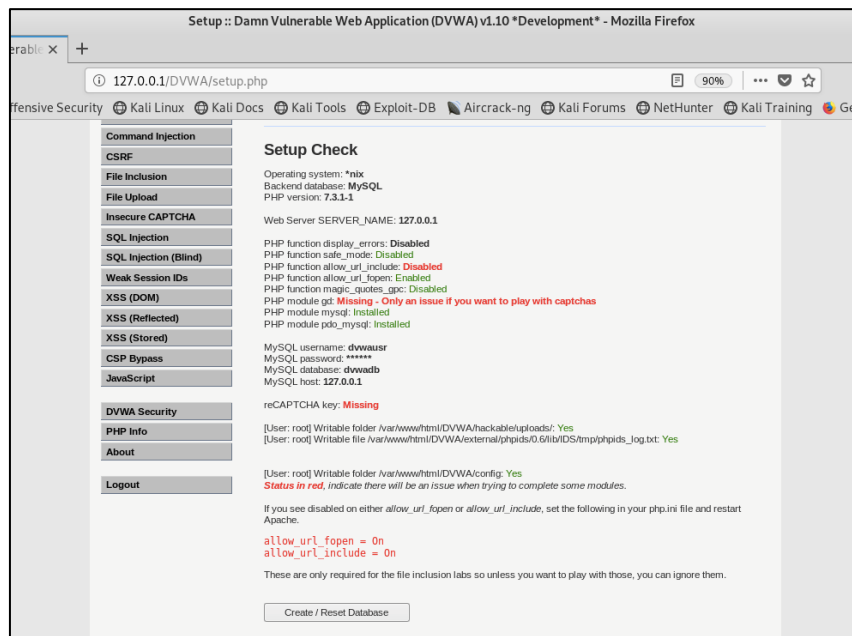 Setup :: Damn Vulnerable Web Application (DVWA) v1.10 *Development* - Mozilla Firefox
erable × +
127.0.0.1/DVWA/setup.php 90%
ffensive Security Kali Linux Kali Docs Kali Tools Exploit-DB Aircrack-ng Kali Forums NetHunter Kali Training Ge
Command Injection
CSRF
File Inclusion
File Upload
Insecure CAPTCHA
SQL Injection
SQL Injection (Blind)
Weak Session IDs
XSS (DOM)
XSS (Reflected)
XSS (Stored)
CSP Bypass
JavaScript
DVWA Security
PHP Info
About
Logout
Setup Check
Operating system: *nix
Backend database: MySQL
PHP version: 7.3.1-1
Web Server SERVER_NAME: 127.0.0.1
PHP function display_errors: Disabled
PHP function safe_mode: Disabled
PHP function allow_url_include: Disabled
PHP function allow_url_fopen: Enabled
PHP function magic_quotes_gpc: Disabled
PHP module gd: Missing - Only an issue if you want to play with captchas
PHP module mysql: Installed
PHP module pdo_mysql: Installed
MySQL username: dvwausr
MySQL password: ******
MySQL database: dvwadb
MySQL host: 127.0.0.1
reCAPTCHA key: Missing
[User: root] Writable folder /var/www/html/DVWA/hackable/uploads/: Yes
[User: root] Writable file /var/www/html/DVWA/external/phpids/0.6/lib/IDS/tmp/phpids_log.txt: Yes
[User: root] Writable folder /var/www/html/DVWA/config: Yes
Status in red, indicate there will be an issue when trying to complete some modules.
If you see disabled on either allow_url_fopen or allow_url_include, set the following in your php.ini file and restart
Apache.
allow_url_fopen = On
allow_url_include = On
These are only required for the file inclusion labs so unless you want to play with those, you can ignore them.
Create / Reset Database